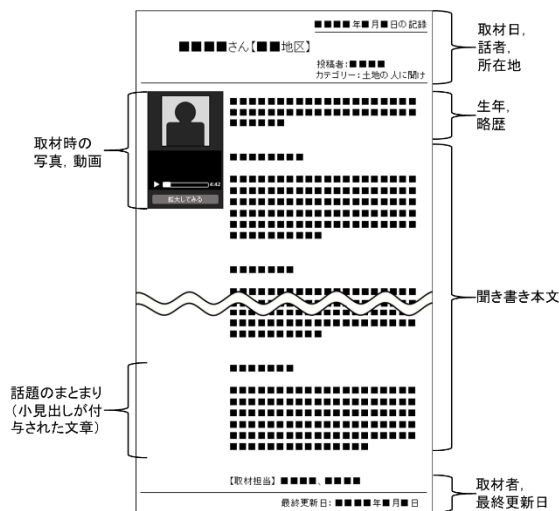 ■■■■年■月■日の記録
■■■■さん【■■地区】
投稿者:■■■■
カテゴリー:土地の人に聞け
取材日,
話者,
所在地
取材時の
写真, 動画
4:42
拡大してみる
生年,
略歴
聞き書き本文
話題のまとまり
(小見出しが付
与された文章)
【取材担当】■■■■、■■■■
最終更新日:■■■■年■月■日
取材者,
最終更新日